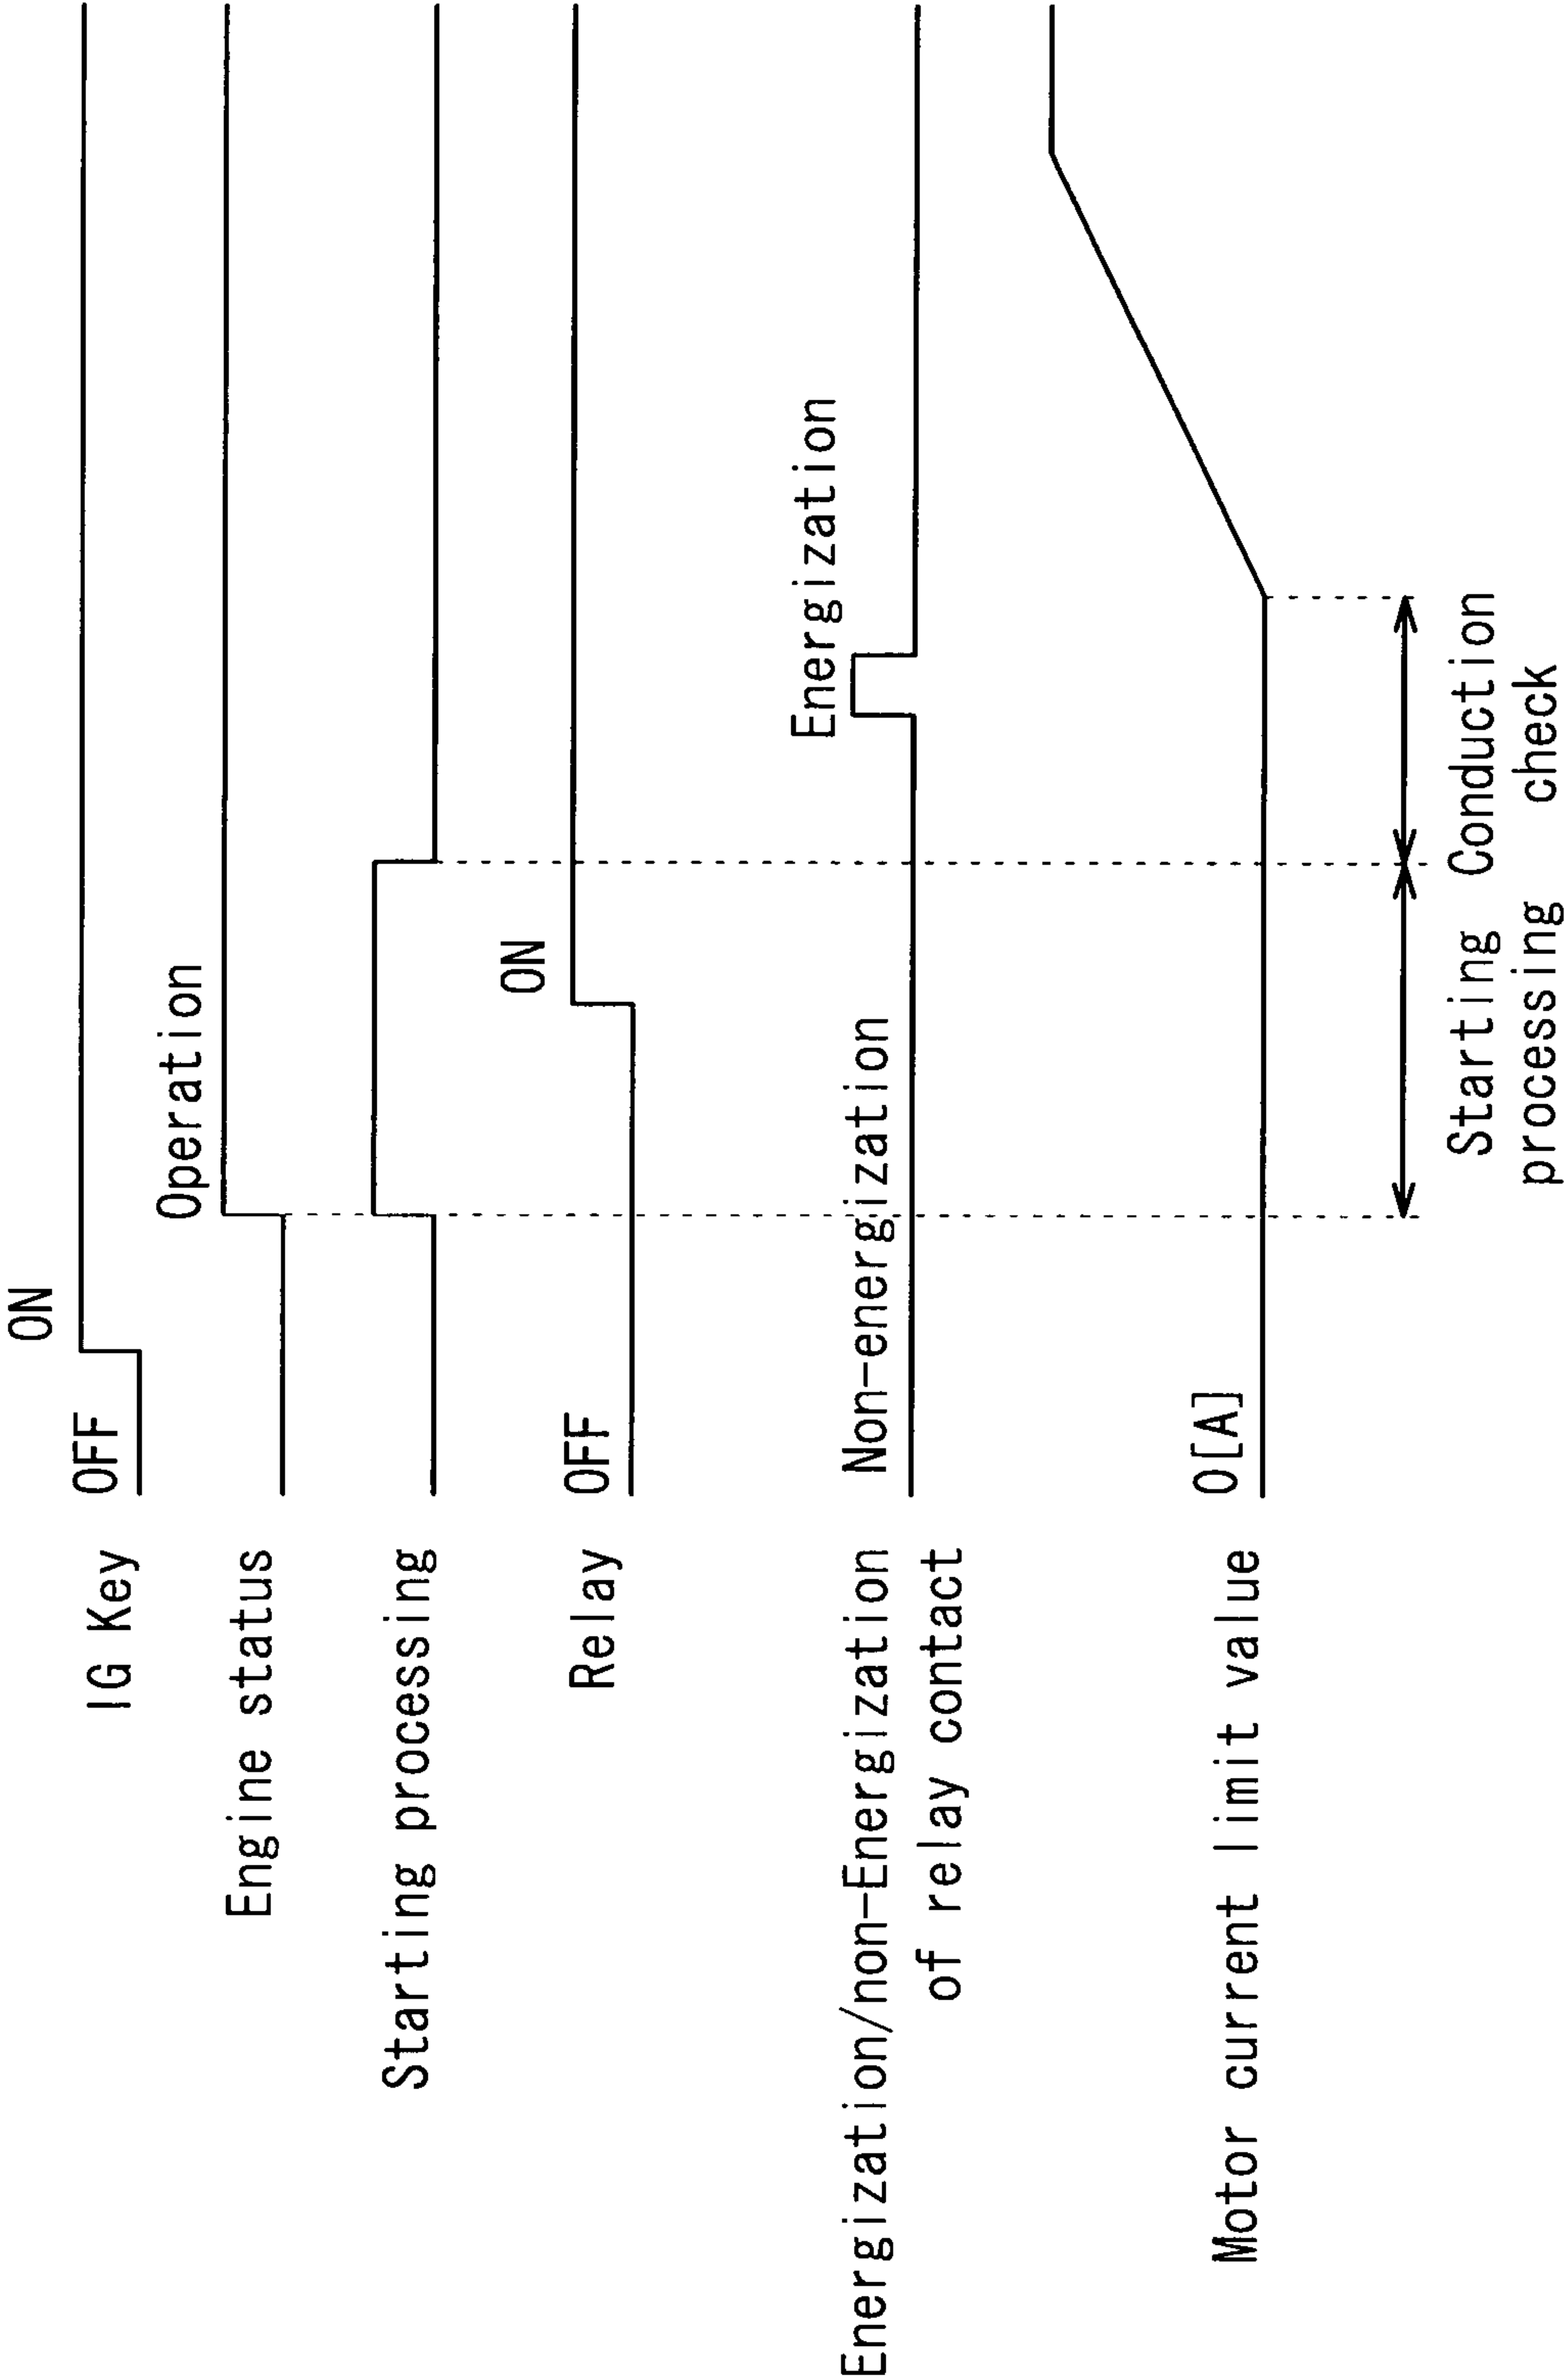 ON
IG Key OFF
Operation
Engine status
Starting processing
ON
Relay OFF
Energization
Energization/non-Energization
of relay contact
Non-energization
Motor current limit value 0[A]
Starting
processing
Conduction
check